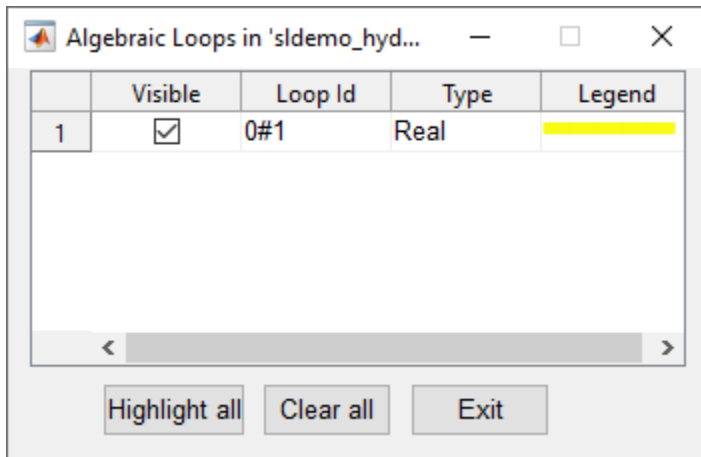 Algebraic Loops in 'sldemo_hyd...
Visible Loop Id Type Legend
1 0#1 Real
Highlight all Clear all Exit